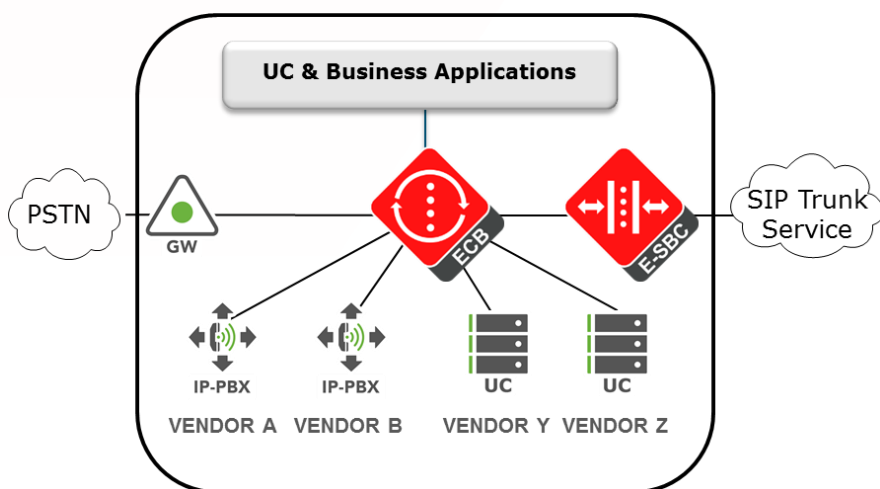 UC & Business Applications
PSTN
GW
ECB
E-SBC
SIP Trunk
Service
IP-PBX
IP-PBX
UC
UC
VENDOR A
VENDOR B
VENDOR Y
VENDOR Z